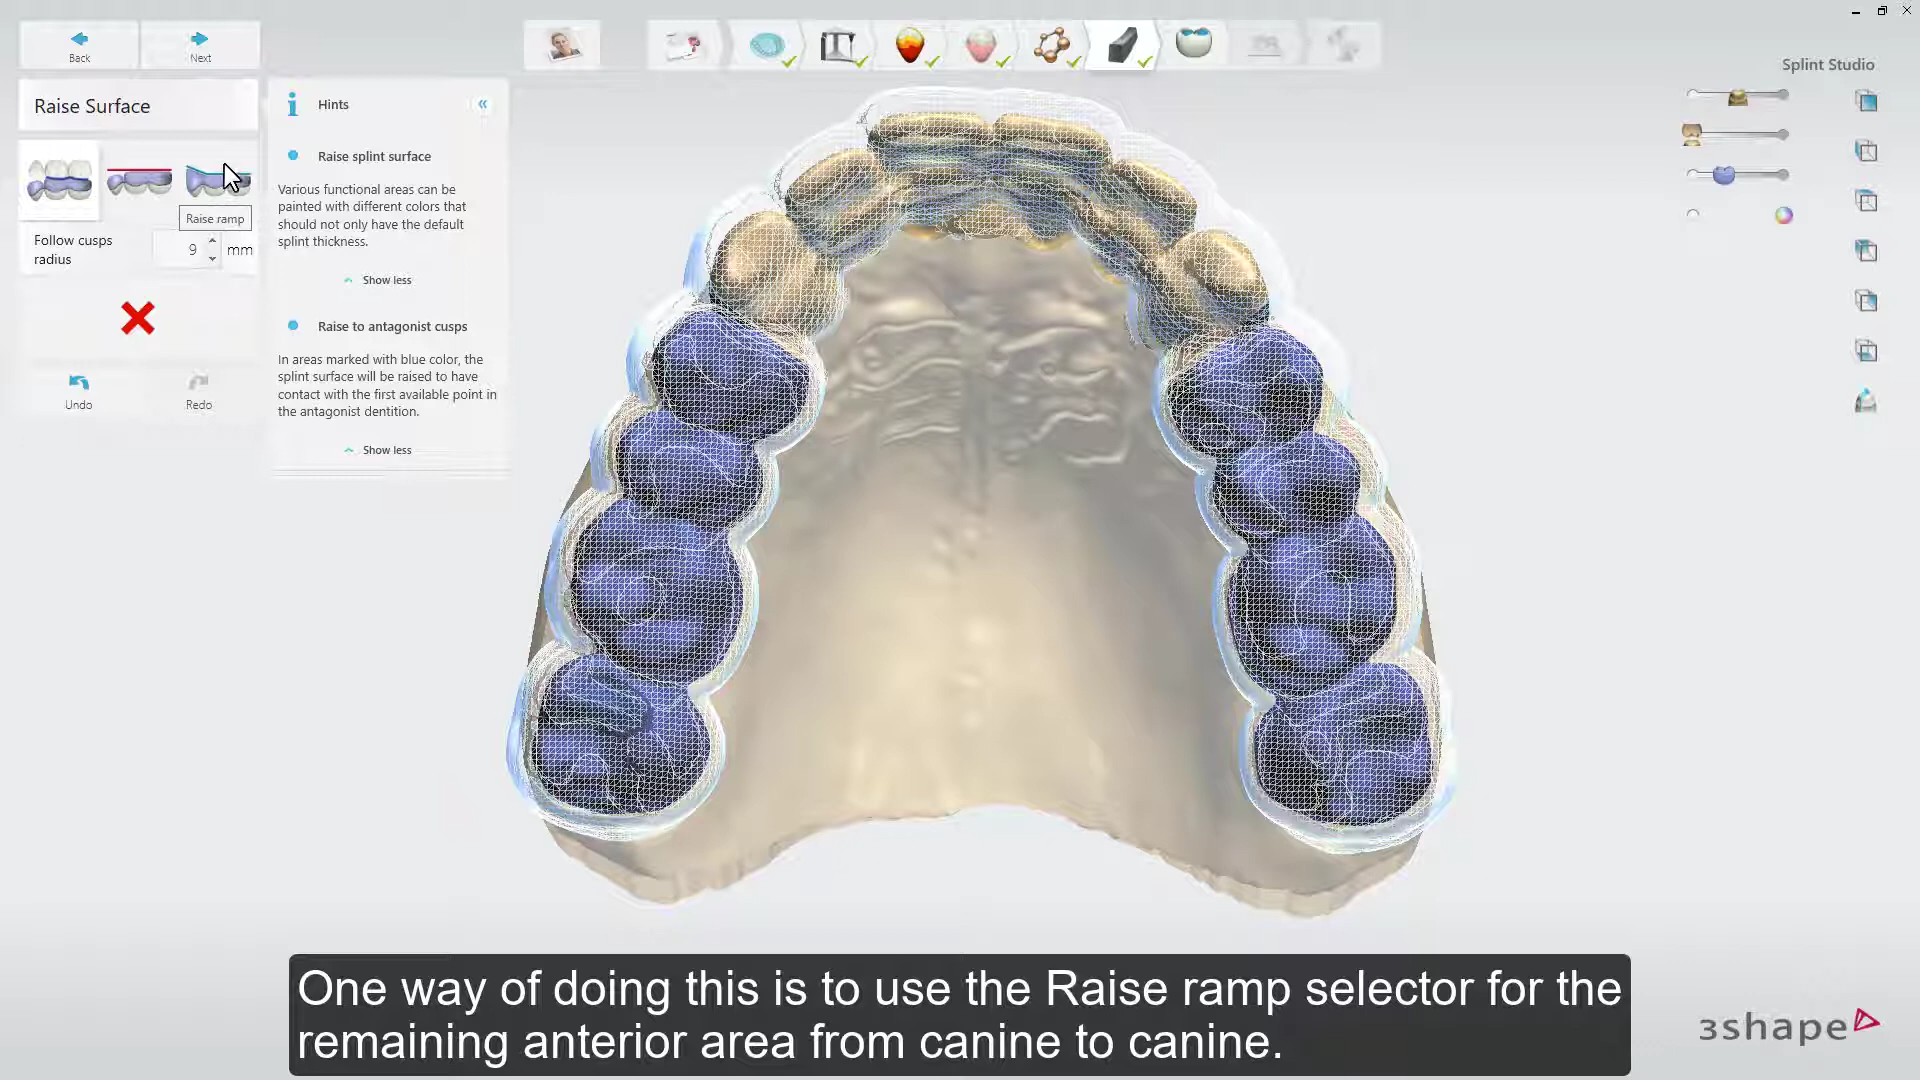 Back
Next
Splint Studio
Raise Surface
Hints
Raise splint surface
Various functional areas can be
painted with different colors that
should not only have the default
splint thickness.
Raise ramp
Follow cusps
radius
9
mm
Show less
Raise to antagonist cusps
In areas marked with blue color, the
splint surface will be raised to have
contact with the first available point in
the antagonist dentition.
Undo
Redo
Show less
One way of doing this is to use the Raise ramp selector for the
remaining anterior area from canine to canine.
3shape